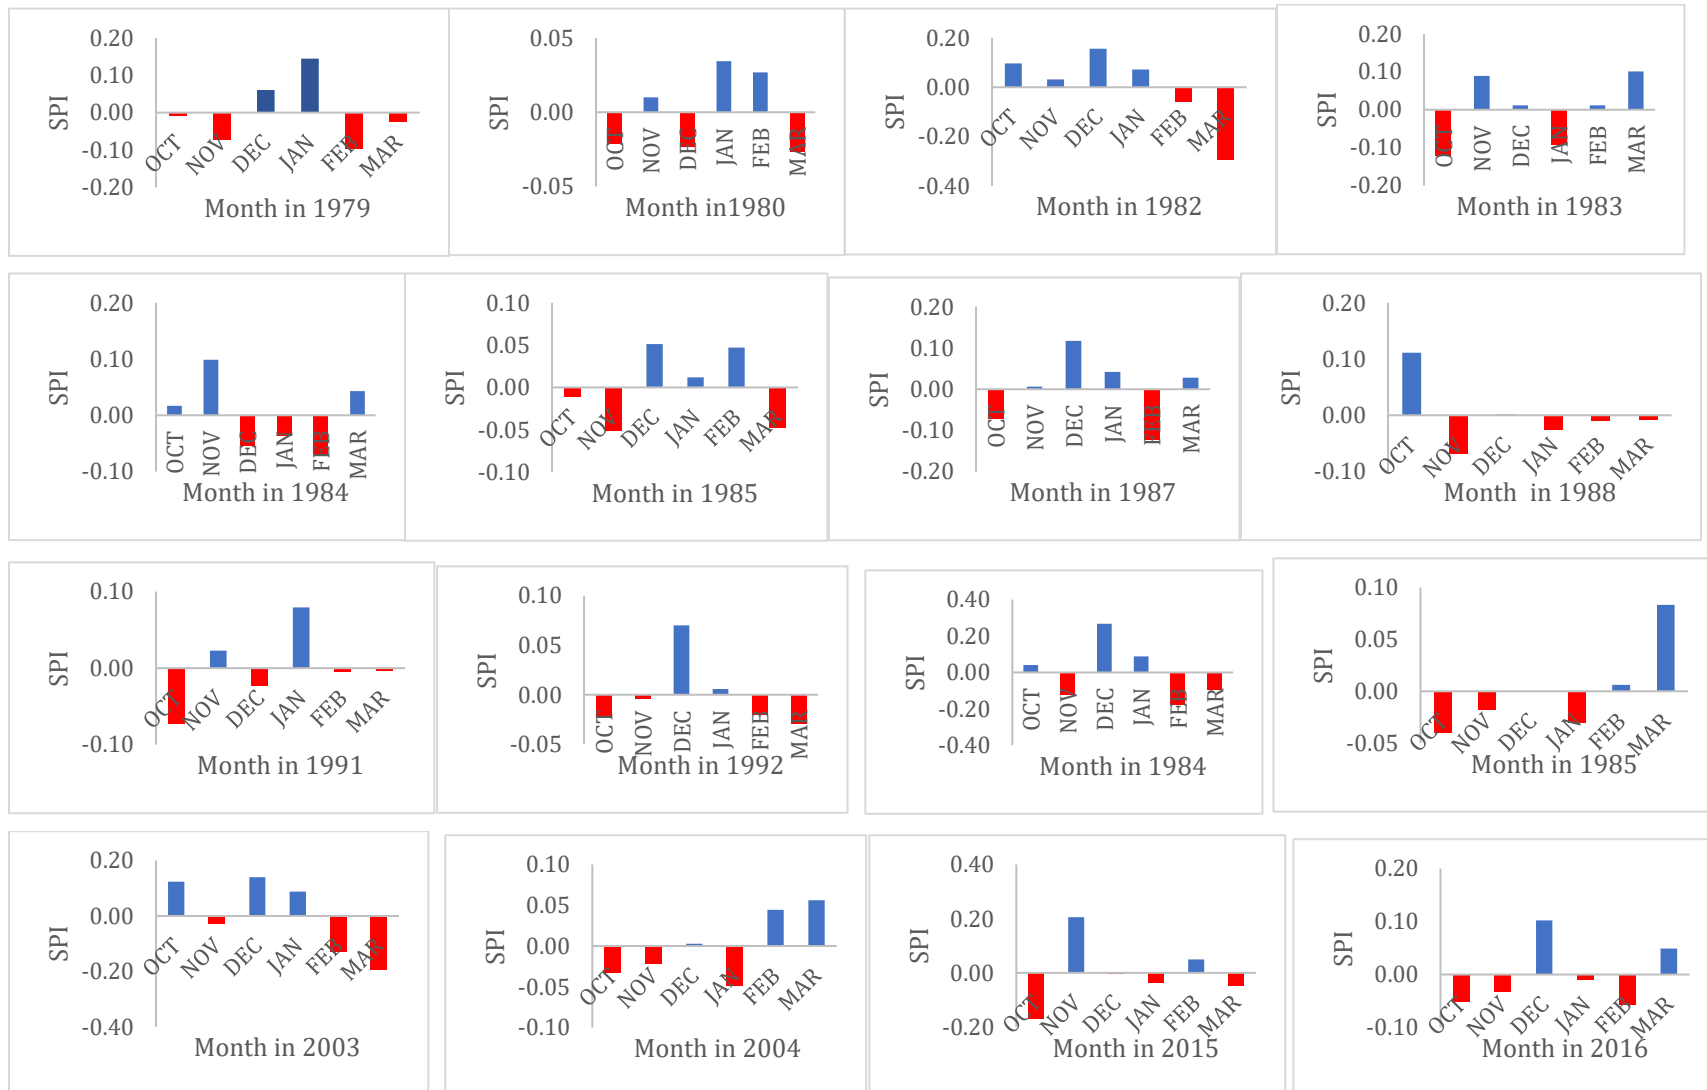 0.20
0.10
0.00
-0.10
-0.20
SPI
OCT
NOV
DEC
JAN
FEB
MAR
Month in 1979
0.05
0.00
-0.05
SPI
OCT
NOV
DEC
JAN
FEB
MAR
Month in1980
0.20
0.00
-0.20
-0.40
SPI
OCT
NOV
DEC
JAN
FEB
MAR
Month in 1982
0.20
0.10
0.00
-0.10
-0.20
SPI
OCT
NOV
DEC
JAN
FEB
MAR
Month in 1983
0.20
0.10
0.00
-0.10
SPI
OCT
NOV
DEC
JAN
FEB
MAR
Month in 1984
0.10
0.05
0.00
-0.05
-0.10
SPI
OCT
NOV
DEC
JAN
FEB
MAR
Month in 1985
0.20
0.10
0.00
-0.10
-0.20
SPI
OCT
NOV
DEC
JAN
FEB
MAR
Month in 1987
0.20
0.10
0.00
-0.10
SPI
OCT
NOV
DEC
JAN
FEB
MAR
Month in 1988
0.10
0.00
-0.10
SPI
OCT
NOV
DEC
JAN
FEB
MAR
Month in 1991
0.10
0.05
0.00
-0.05
SPI
OCT
NOV
DEC
JAN
FEB
MAR
Month in 1992
0.40
0.20
0.00
-0.20
-0.40
SPI
OCT
NOV
DEC
JAN
FEB
MAR
Month in 1984
0.10
0.05
0.00
-0.05
SPI
OCT
NOV
DEC
JAN
FEB
MAR
Month in 1985
0.20
0.00
-0.20
-0.40
SPI
OCT
NOV
DEC
JAN
FEB
MAR
Month in 2003
0.10
0.05
0.00
-0.05
-0.10
SPI
OCT
NOV
DEC
JAN
FEB
MAR
Month in 2004
0.40
0.20
0.00
-0.20
SPI
OCT
NOV
DEC
JAN
FEB
MAR
Month in 2015
0.20
0.10
0.00
-0.10
SPI
OCT
NOV
DEC
JAN
FEB
MAR
Month in 2016